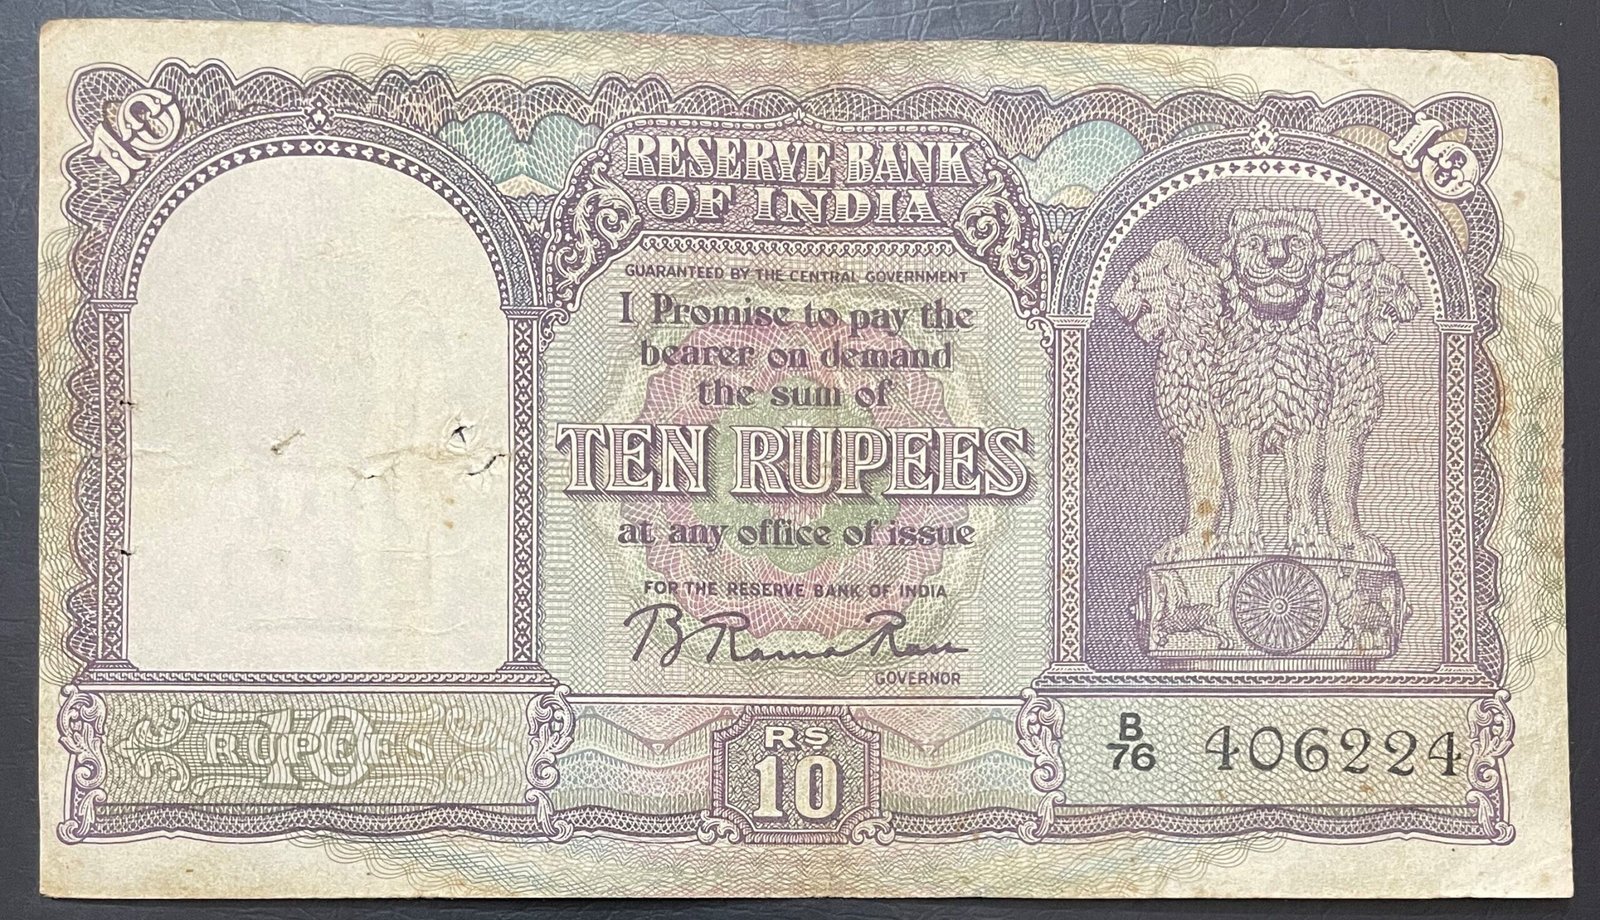 10
10
RESERVE BANK
OF INDIA
GUARANTEED BY THE CENTRAL GOVERNMENT
I Promise to pay the
bearer on demand
the sum of
TEN RUPEES
at any office of issue
FOR THE RESERVE BANK OF INDIA
B Rama Rau
GOVERNOR
10
RUPEES
RS
10
B
76 406224